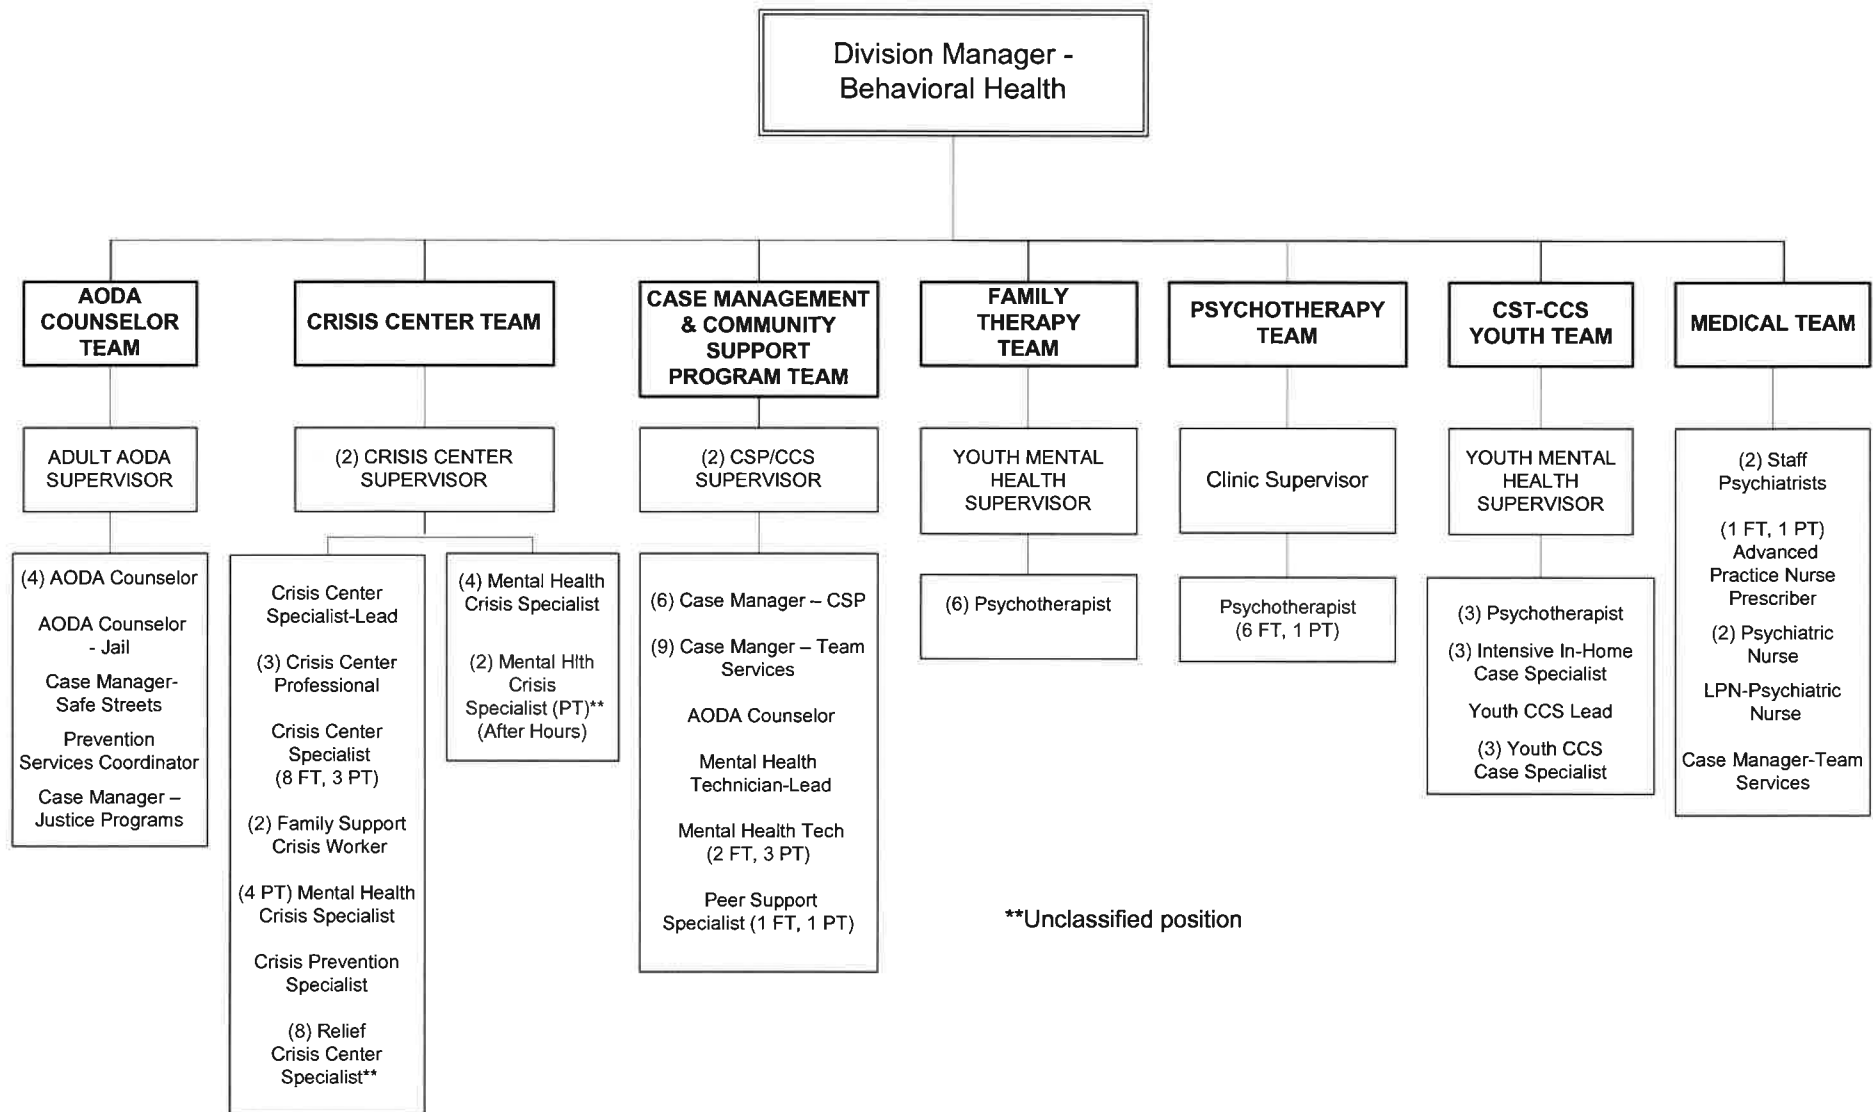 Division Manager -
Behavioral Health
AODA
COUNSELOR
TEAM
CRISIS CENTER TEAM
CASE MANAGEMENT
& COMMUNITY
SUPPORT
PROGRAM TEAM
FAMILY
THERAPY
TEAM
PSYCHOTHERAPY
TEAM
CST-CCS
YOUTH TEAM
MEDICAL TEAM
ADULT AODA
SUPERVISOR
(2) CRISIS CENTER
SUPERVISOR
(2) CSP/CCS
SUPERVISOR
YOUTH MENTAL
HEALTH
SUPERVISOR
Clinic Supervisor
YOUTH MENTAL
HEALTH
SUPERVISOR
(2) Staff
Psychiatrists
(1 FT, 1 PT)
Advanced
Practice Nurse
Prescriber
(2) Psychiatric
Nurse
LPN-Psychiatric
Nurse
Case Manager-Team
Services
(4) AODA Counselor
AODA Counselor
- Jail
Case Manager-
Safe Streets
Prevention
Services Coordinator
Case Manager –
Justice Programs
Crisis Center
Specialist-Lead
(3) Crisis Center
Professional
Crisis Center
Specialist
(8 FT, 3 PT)
(2) Family Support
Crisis Worker
(4 PT) Mental Health
Crisis Specialist
Crisis Prevention
Specialist
(8) Relief
Crisis Center
Specialist**
(4) Mental Health
Crisis Specialist
(2) Mental Hlth
Crisis
Specialist (PT)**
(After Hours)
(6) Case Manager – CSP
(9) Case Manger – Team
Services
AODA Counselor
Mental Health
Technician-Lead
Mental Health Tech
(2 FT, 3 PT)
Peer Support
Specialist (1 FT, 1 PT)
(6) Psychotherapist
Psychotherapist
(6 FT, 1 PT)
(3) Psychotherapist
(3) Intensive In-Home
Case Specialist
Youth CCS Lead
(3) Youth CCS
Case Specialist
**Unclassified position